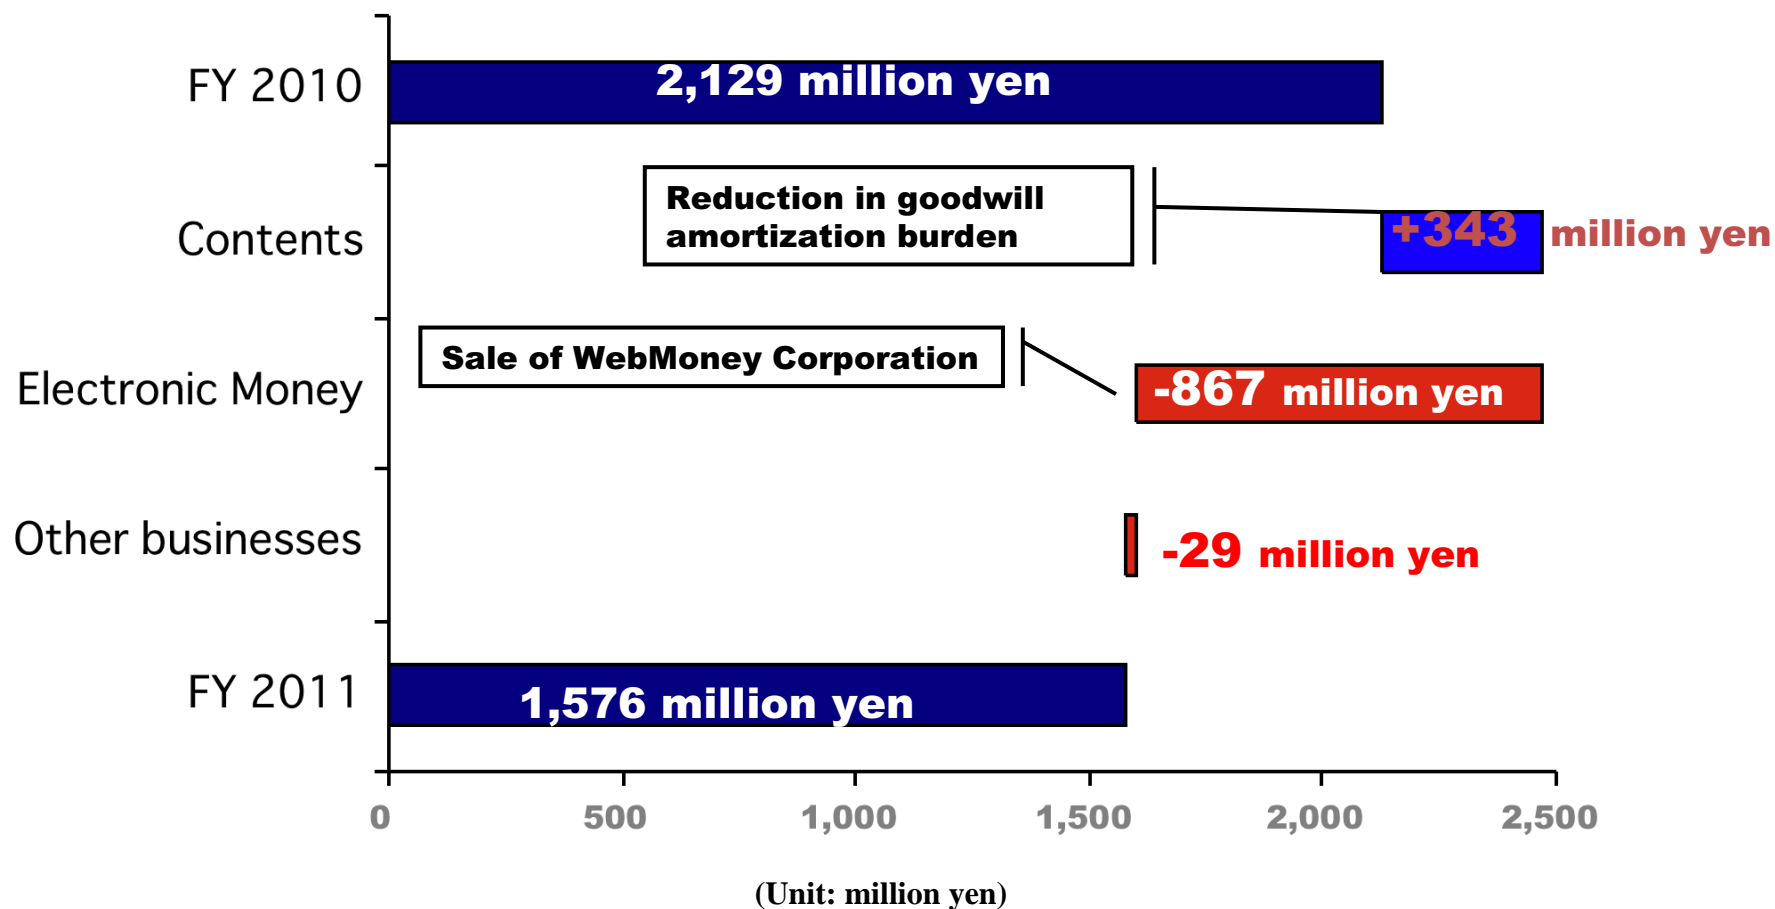 FY 2010
2,129 million yen
Reduction in goodwill
amortization burden
Contents
+343 million yen
Sale of WebMoney Corporation
Electronic Money
-867 million yen
Other businesses
-29 million yen
FY 2011
1,576 million yen
0 500 1,000 1,500 2,000 2,500
(Unit: million yen)